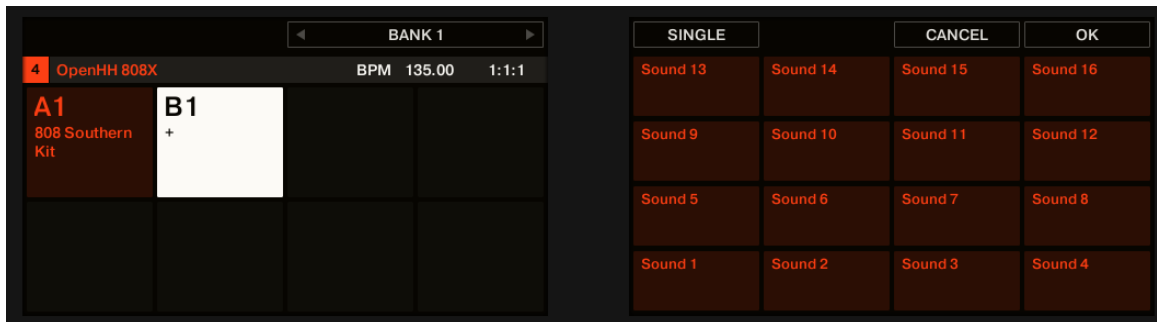 BANK 1
4 OpenHH 808X BPM 135.00 1:1:1
A1
808 Southern
Kit
B1
+
SINGLE CANCEL OK
Sound 13 Sound 14 Sound 15 Sound 16
Sound 9 Sound 10 Sound 11 Sound 12
Sound 5 Sound 6 Sound 7 Sound 8
Sound 1 Sound 2 Sound 3 Sound 4